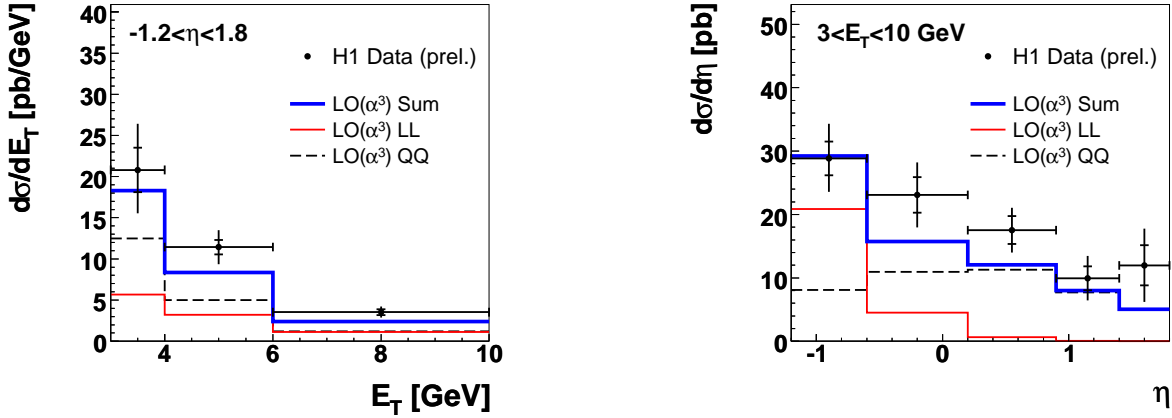 -1.2<η<1.8
H1 Data (prel.)
LO(α³) Sum
LO(α³) LL
LO(α³) QQ
dσ/dE_T [pb/GeV]
40
35
30
25
20
15
10
5
0
4
6
8
10
E_T [GeV]
3<E_T<10 GeV
H1 Data (prel.)
LO(α³) Sum
LO(α³) LL
LO(α³) QQ
dσ/dη [pb]
50
40
30
20
10
0
-1
0
1
η